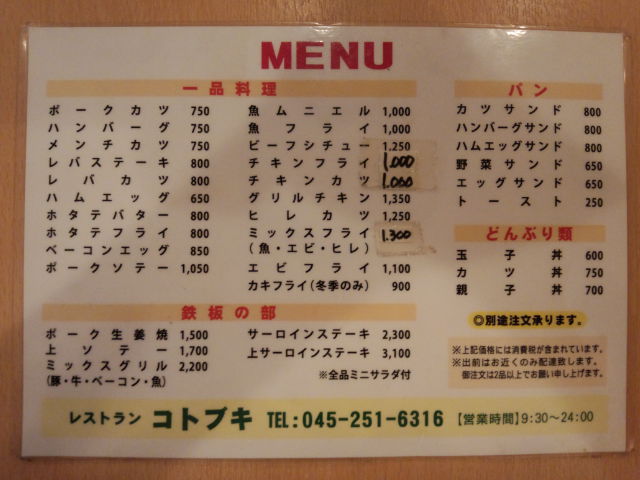 MENU
一品料理
ポークカツ 750
ハンバーグ 750
メンチカツ 750
レバステーキ 800
レバカツ 800
ハムエッグ 650
ホタテバター 800
ホタテフライ 800
ベーコンエッグ 850
ポークソテー 1,050
魚ムニエル 1,000
魚フライ 1,000
ビーフシチュー 1,250
チキンフライ 1,000
チキンカツ 1,000
グリルチキン 1,350
ヒレカツ 1,250
ミックスフライ 1,300
(魚・エビ・ヒレ)
エビフライ 1,100
カキフライ(冬季のみ) 900
鉄板の部
ポーク生姜焼 1,500
上ソテー 1,700
ミックスグリル 2,200
(豚・牛・ベーコン・魚)
サーロインステーキ 2,300
上サーロインステーキ 3,100
※全品ミニサラダ付
パン
カツサンド 800
ハンバーグサンド 800
ハムエッグサンド 800
野菜サンド 650
エッグサンド 650
トースト 250
どんぶり類
玉子丼 600
カツ丼 750
親子丼 700
◎別途注文承ります。
※上記価格には消費税が含まれています。
※出前はお近くのみ配達致します。
御注文は2品以上でお願い申し上げます。
レストラン コトブキ TEL:045-251-6316 【営業時間】9:30～24:00